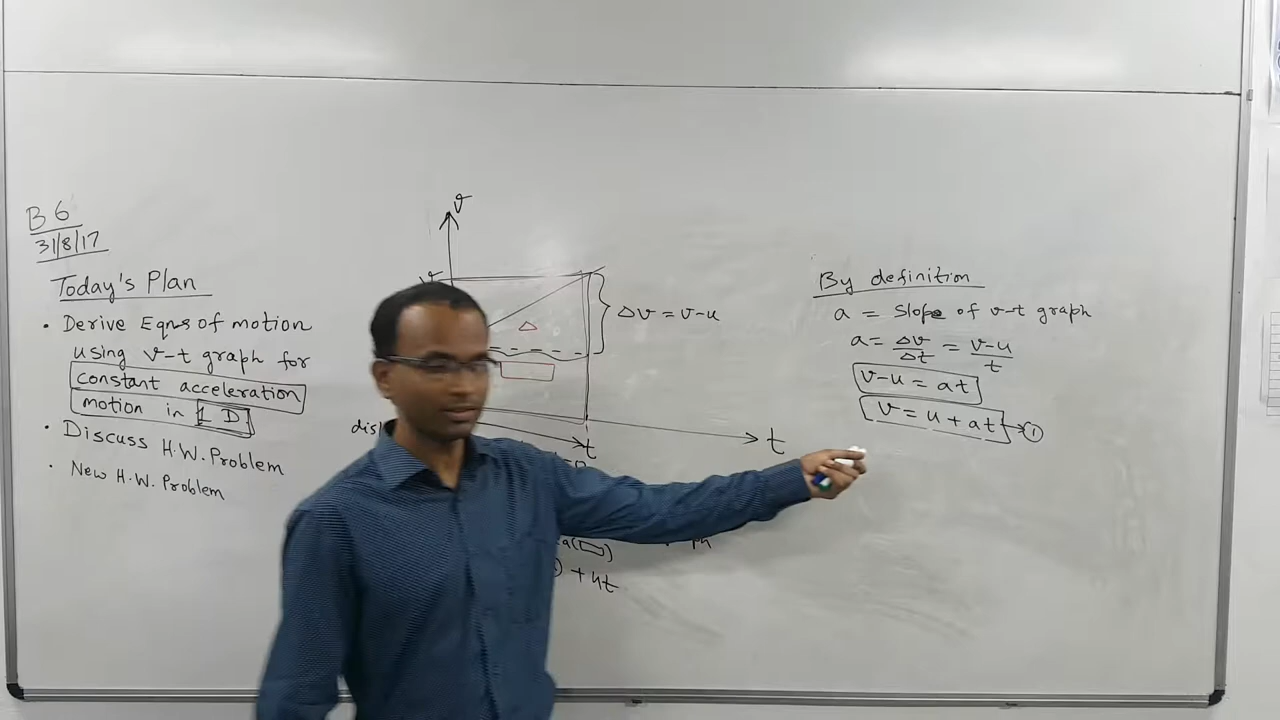 B 6
31/8/17
Today's Plan
• Derive Eqns of motion
using v-t graph for
constant acceleration
motion in 1 D
• Discuss H.W. Problem
• New H.W. Problem
v
v
Δ
Δv = v-u
t
t
+ ut
By definition
a = Slope of v-t graph
a = Δv/Δt = v-u/t
v-u = at
v = u + at → ①